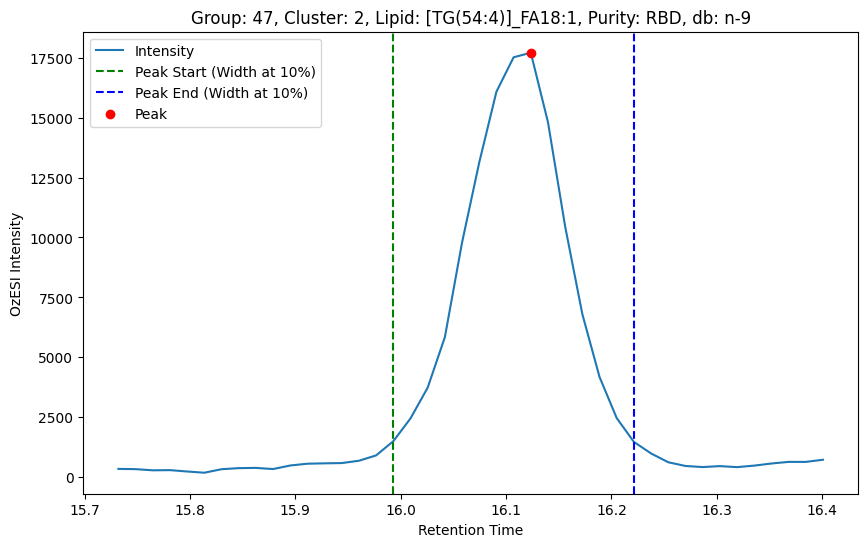 Group: 47, Cluster: 2, Lipid: [TG(54:4)]_FA18:1, Purity: RBD, db: n-9
Intensity
Peak Start (Width at 10%)
Peak End (Width at 10%)
Peak
OzESI Intensity
17500
15000
12500
10000
7500
5000
2500
0
15.7 15.8 15.9 16.0 16.1 16.2 16.3 16.4
Retention Time